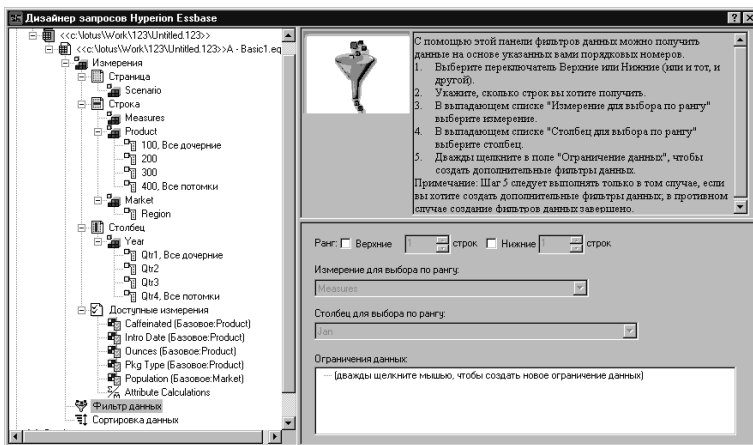 Дизайнер запросов Hyperion Essbase
<<c:\lotus\Work\123\Untitled.123>>
<<c:\lotus\Work\123\Untitled.123>>A - Basic1.eq
Измерения
Страница
Scenario
Строка
Measures
Product
100, Все дочерние
200
300
400, Все потомки
Market
Region
Столбец
Year
Qtr1, Все дочерние
Qtr2
Qtr3
Qtr4, Все потомки
Доступные измерения
Caffeinated (Базовое:Product)
Intro Date (Базовое:Product)
Ounces (Базовое:Product)
Pkg Type (Базовое:Product)
Population (Базовое:Market)
Attribute Calculations
Фильтр данных
Сортировка данных
С помощью этой панели фильтров данных можно получить
данные на основе указанных вами порядковых номеров.
1. Выберите переключатель Верхние или Нижние (или и тот, и
другой).
2. Укажите, сколько строк вы хотите получить.
3. В выпадающем списке "Измерение для выбора по рангу"
выберите измерение.
4. В выпадающем списке "Столбец для выбора по рангу"
выберите столбец.
5. Дважды щелкните в поле "Ограничение данных", чтобы
создать дополнительные фильтры данных.
Примечание: Шаг 5 следует выполнять только в том случае, если
вы хотите создать дополнительные фильтры данных; в противном
случае создание фильтров данных завершено.
Ранг: Верхние 1 строк Нижние 1 строк
Измерение для выбора по рангу:
Measures
Столбец для выбора по рангу:
Jan
Ограничения данных:
(дважды щелкните мышью, чтобы создать новое ограничение данных)